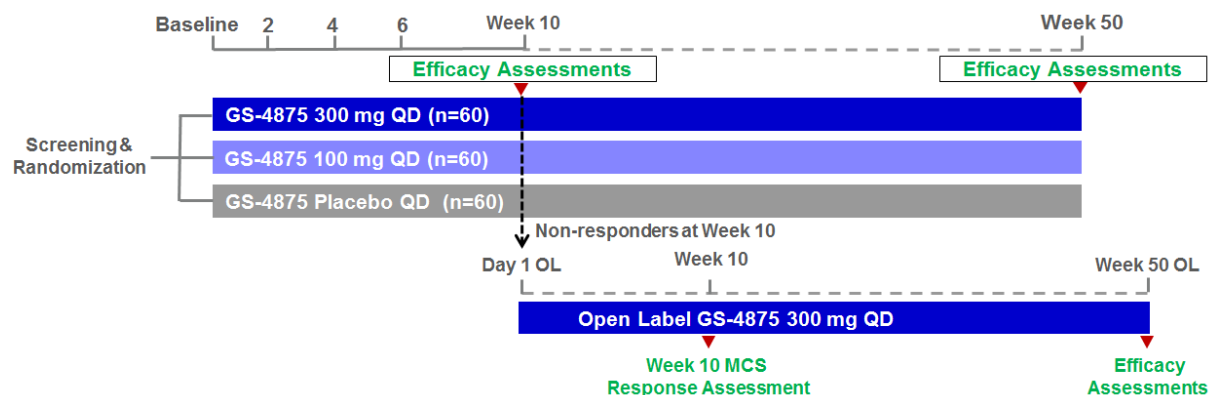 Baseline 2 4 6 Week 10 Week 50
Efficacy Assessments Efficacy Assessments
GS-4875 300 mg QD (n=60)
Screening &
Randomization
GS-4875 100 mg QD (n=60)
GS-4875 Placebo QD (n=60)
Non-responders at Week 10
Day 1 OL Week 10 Week 50 OL
Open Label GS-4875 300 mg QD
Week 10 MCS
Response Assessment
Efficacy
Assessments